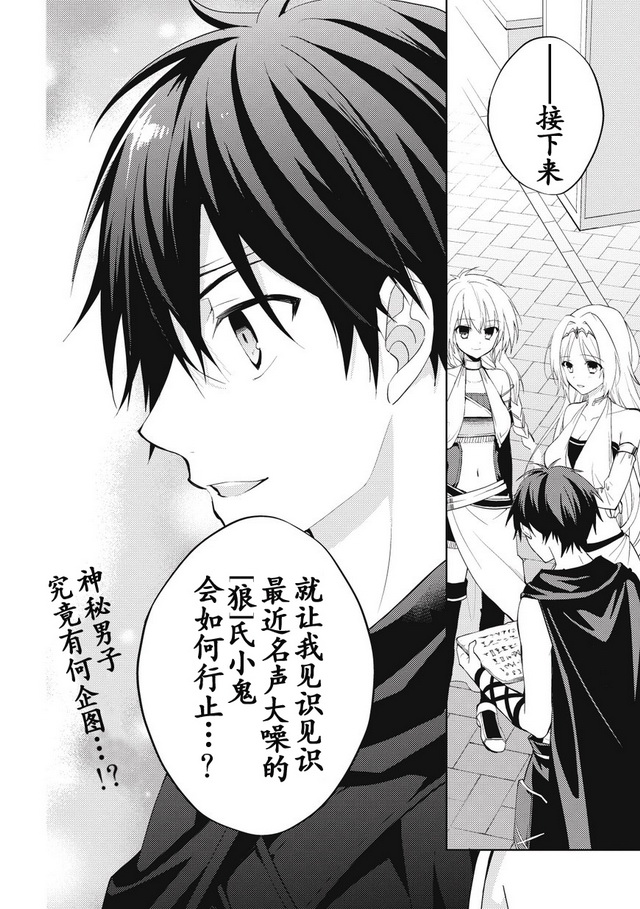 ——接下来
就让我见识见识
最近名声大噪的
「狼」氏小鬼
会如何行止…？
神秘男子
究竟有何企图…!?